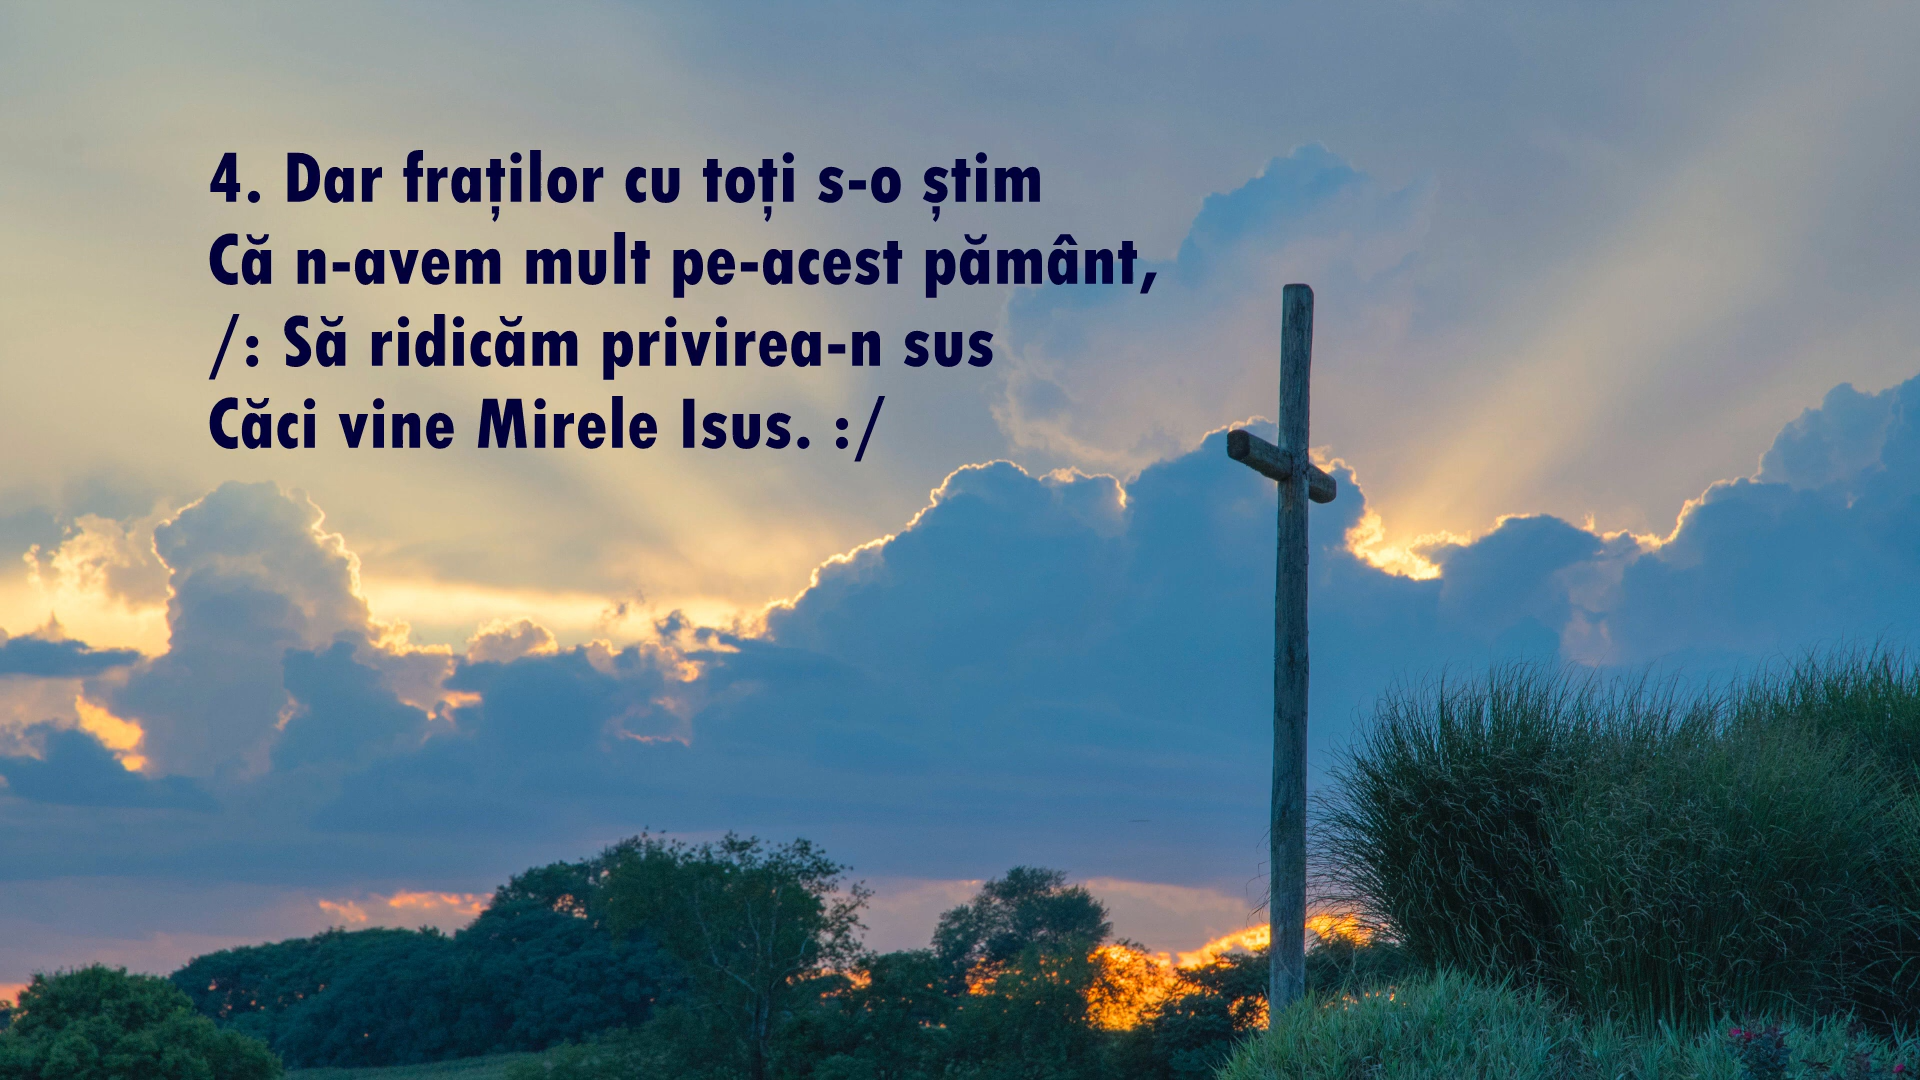 4. Dar fraților cu toți s-o știm
Că n-avem mult pe-acest pământ,
/: Să ridicăm privirea-n sus
Căci vine Mirele Isus. :/